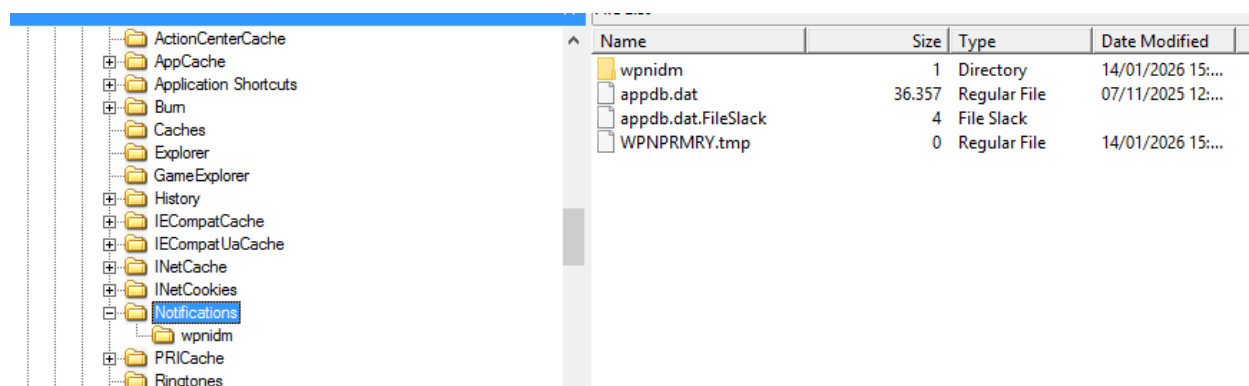 ActionCenterCache
AppCache
Application Shortcuts
Burn
Caches
Explorer
GameExplorer
History
IECompatCache
IECompatUaCache
INetCache
INetCookies
Notifications
wpnidm
PRICache
Ringtones
Name Size Type Date Modified
wpnidm 1 Directory 14/01/2026 15:...
appdb.dat 36.357 Regular File 07/11/2025 12:...
appdb.dat.FileSlack 4 File Slack
WPNPRMRY.tmp 0 Regular File 14/01/2026 15:...